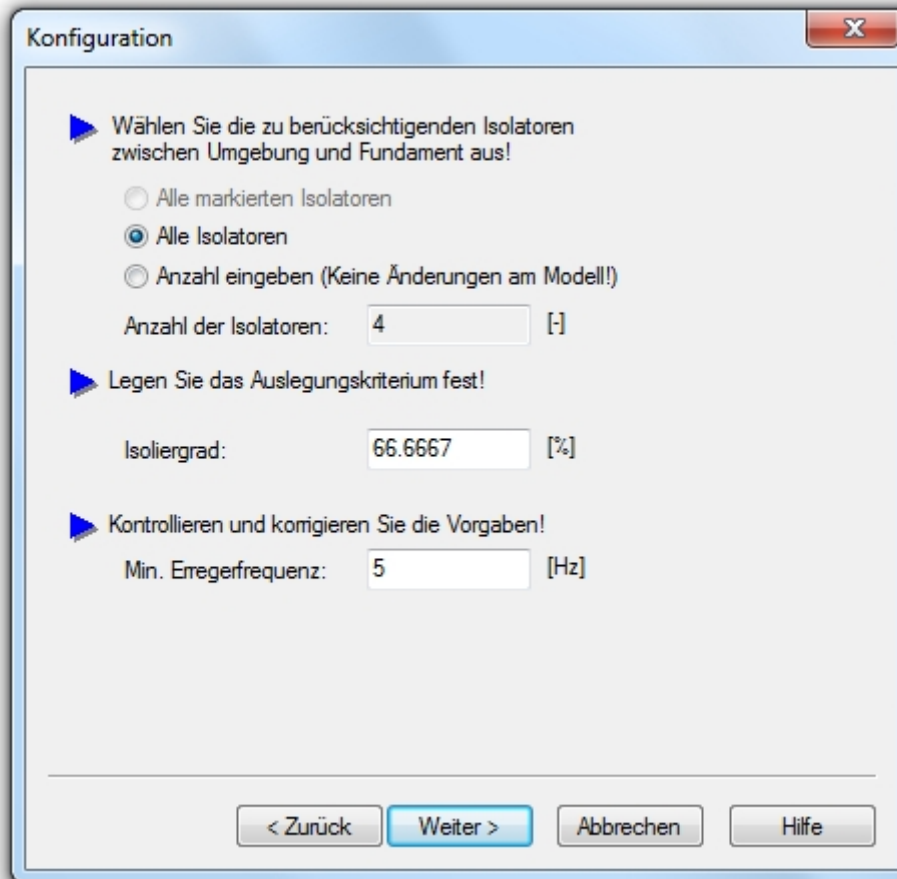 Konfiguration
Wählen Sie die zu berücksichtigenden Isolatoren
zwischen Umgebung und Fundament aus!
Alle markierten Isolatoren
Alle Isolatoren
Anzahl eingeben (Keine Änderungen am Modell!)
Anzahl der Isolatoren: 4 [-]
Legen Sie das Auslegungskriterium fest!
Isoliergrad: 66.6667 [%]
Kontrollieren und korrigieren Sie die Vorgaben!
Min. Erregerfrequenz: 5 [Hz]
< Zurück Weiter > Abbrechen Hilfe